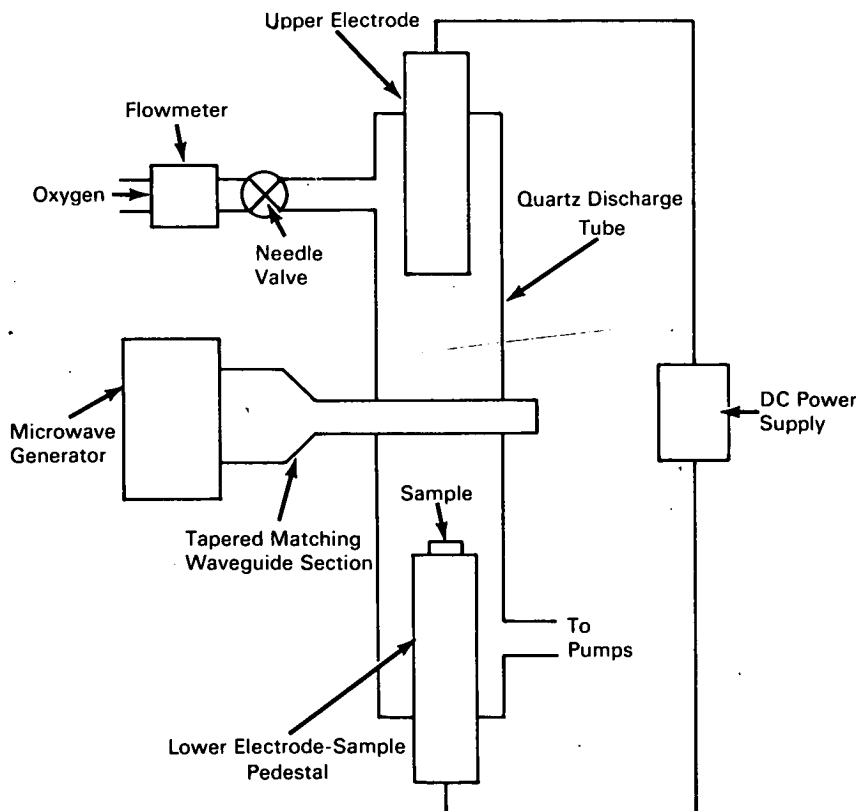 Upper Electrode
Flowmeter
Oxygen
Needle
Valve
Quartz Discharge
Tube
Microwave
Generator
DC Power
Supply
Sample
Tapered Matching
Waveguide Section
To
Pumps
Lower Electrode-Sample
Pedestal